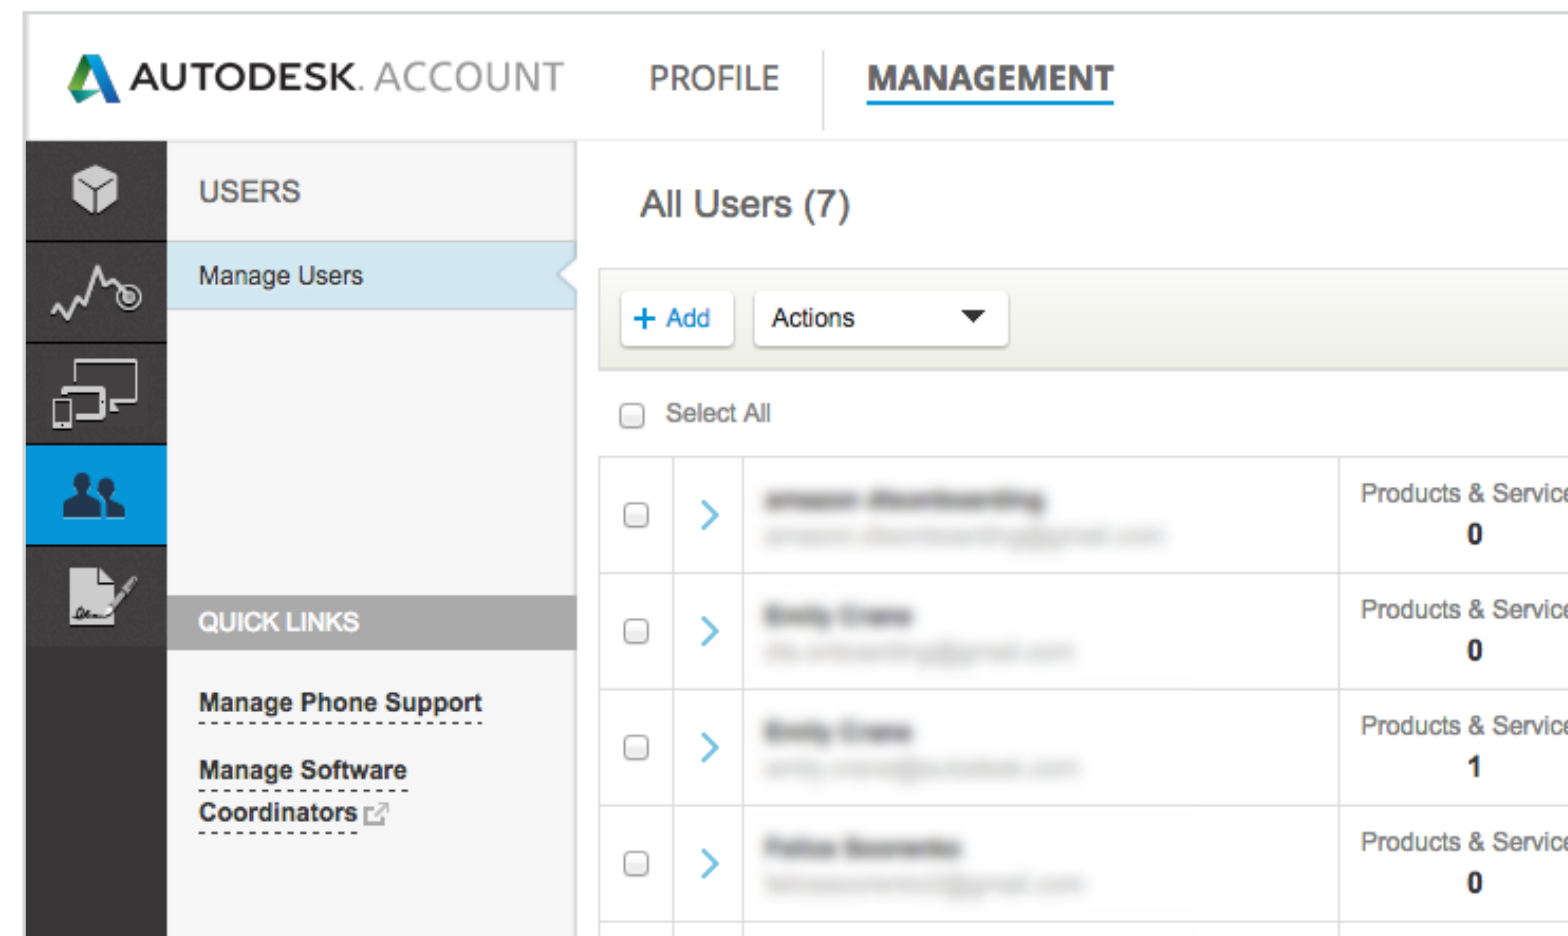 AUTODESK. ACCOUNT
PROFILE
MANAGEMENT
USERS
Manage Users
QUICK LINKS
Manage Phone Support
Manage Software
Coordinators
All Users (7)
+ Add
Actions
Select All
Products & Service
0
Products & Service
0
Products & Service
1
Products & Service
0